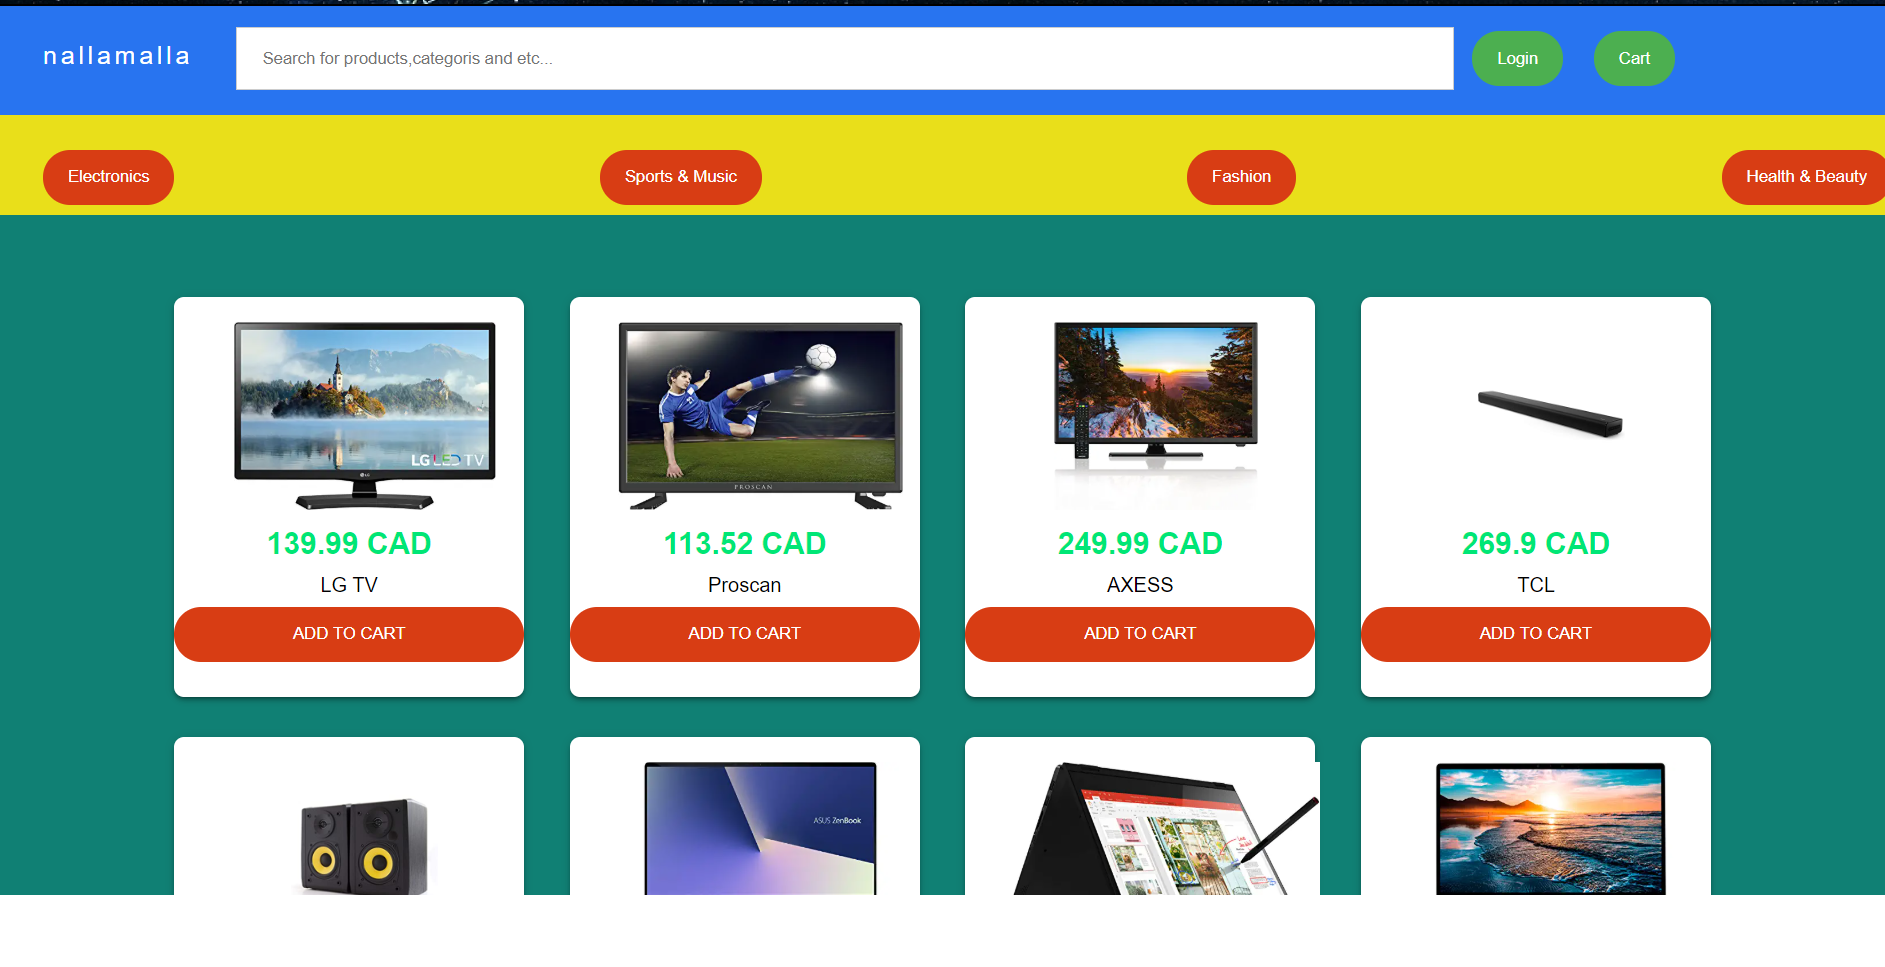 nallamalla
Search for products,categoris and etc...
Login
Cart
Electronics
Sports & Music
Fashion
Health & Beauty
LG LED TV
LG
PROSCAN
139.99 CAD
113.52 CAD
249.99 CAD
269.9 CAD
LG TV
Proscan
AXESS
TCL
ADD TO CART
ADD TO CART
ADD TO CART
ADD TO CART
ASUS ZenBook